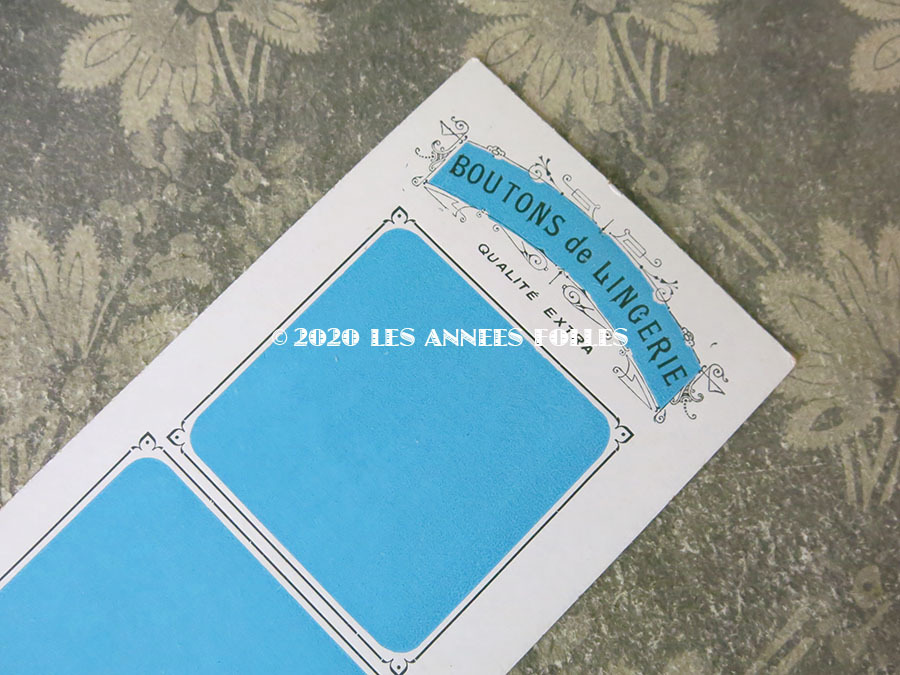 BOUTONS de LINGERIE
QUALITÉ EXTRA
© 2020 LES ANNEES FOLLES